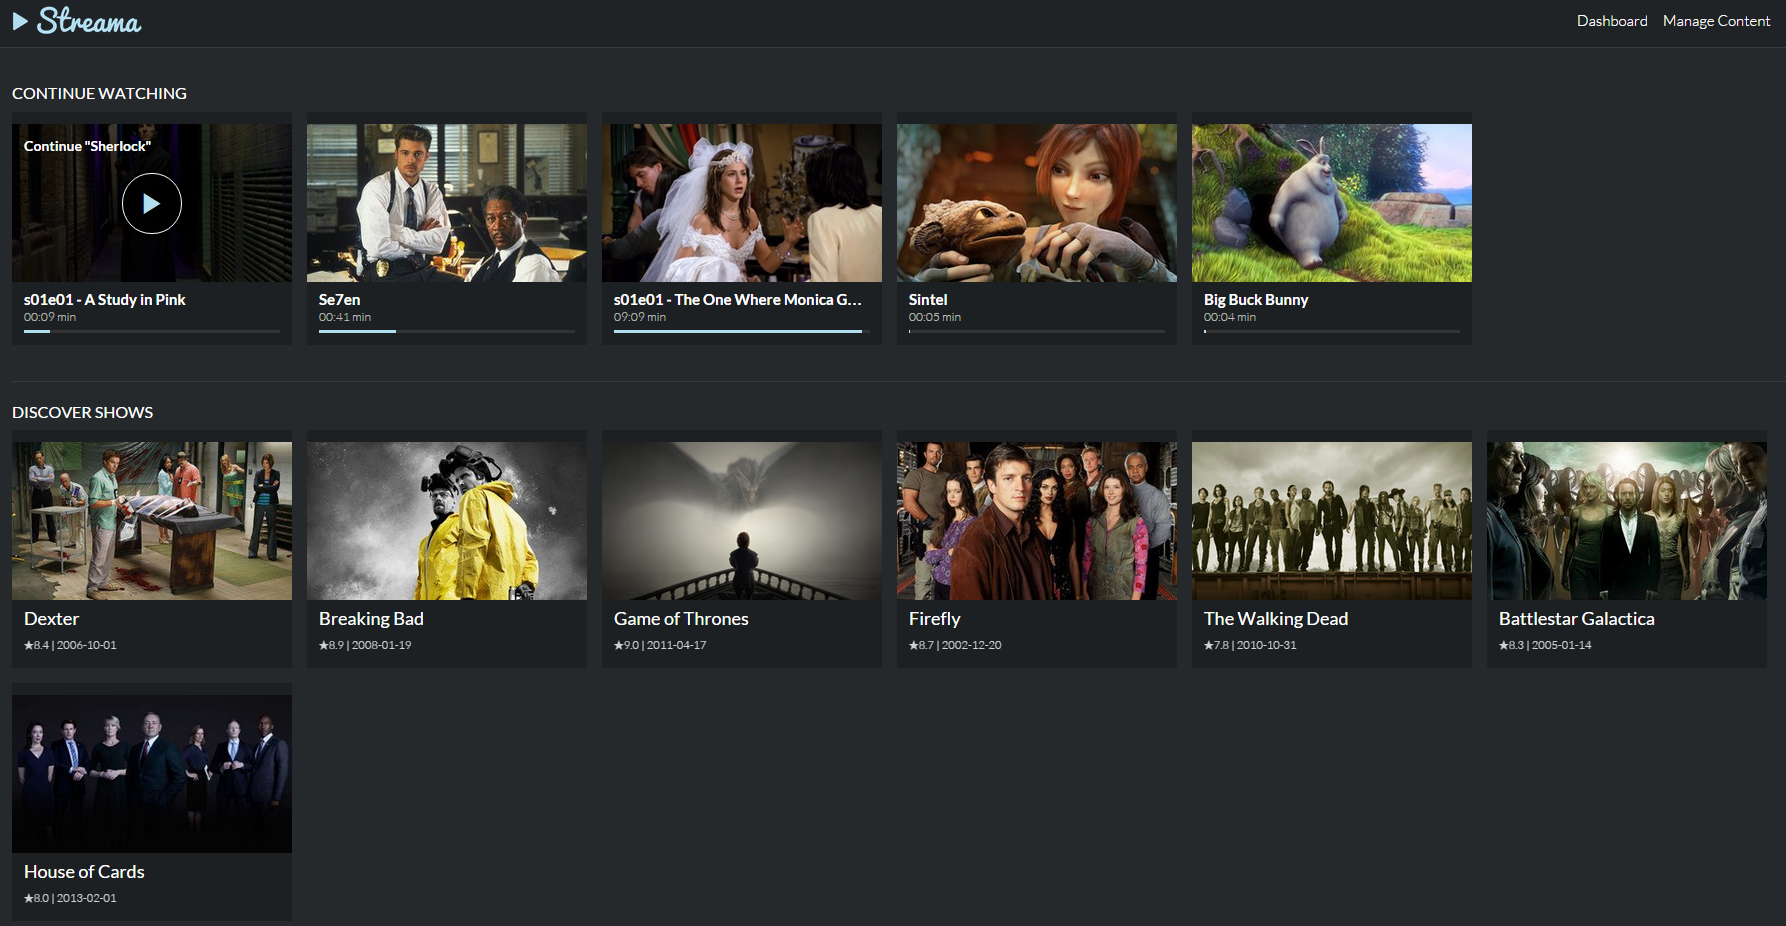 Streama
Dashboard Manage Content
CONTINUE WATCHING
Continue "Sherlock"
s01e01 - A Study in Pink
00:09 min
Se7en
00:41 min
s01e01 - The One Where Monica G...
09:09 min
Sintel
00:05 min
Big Buck Bunny
00:04 min
DISCOVER SHOWS
Dexter
★8.4 | 2006-10-01
Breaking Bad
★8.9 | 2008-01-19
Game of Thrones
★9.0 | 2011-04-17
Firefly
★8.7 | 2002-12-20
The Walking Dead
★7.8 | 2010-10-31
Battlestar Galactica
★8.3 | 2005-01-14
House of Cards
★8.0 | 2013-02-01